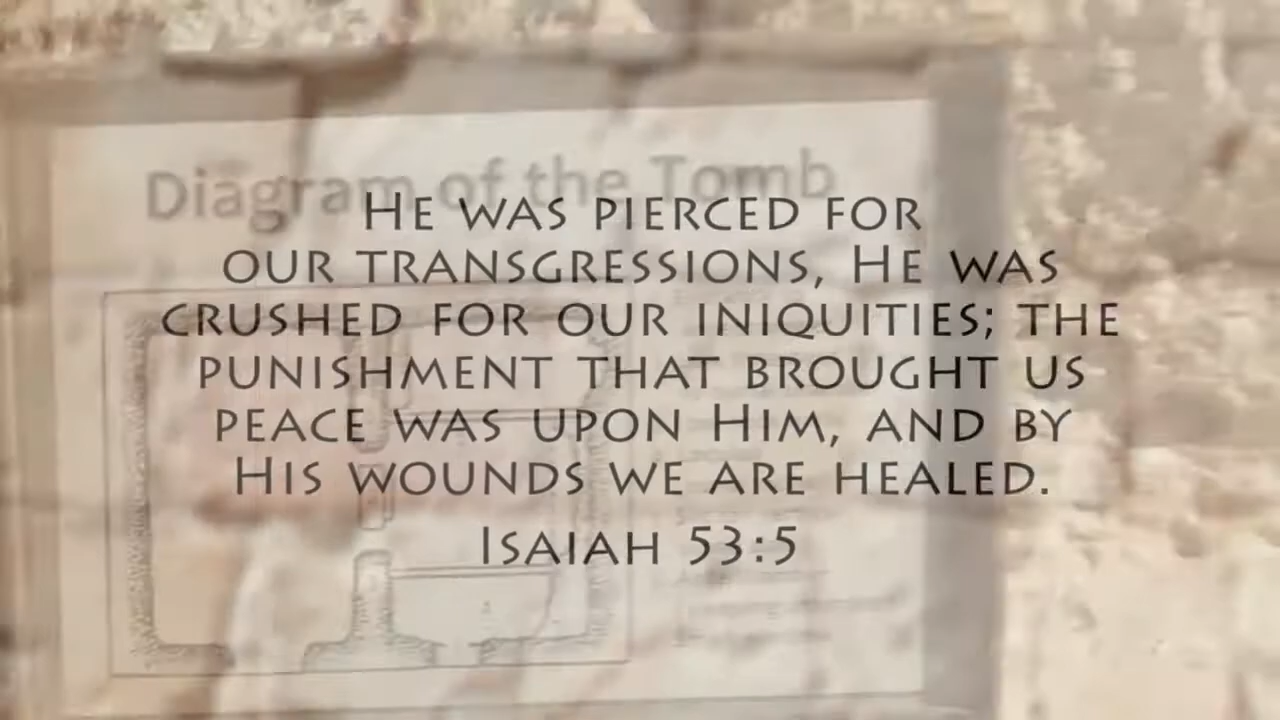 Diagram of the Tomb
He was pierced for
our transgressions, He was
crushed for our iniquities; the
punishment that brought us
peace was upon Him, and by
His wounds we are healed.
Isaiah 53:5